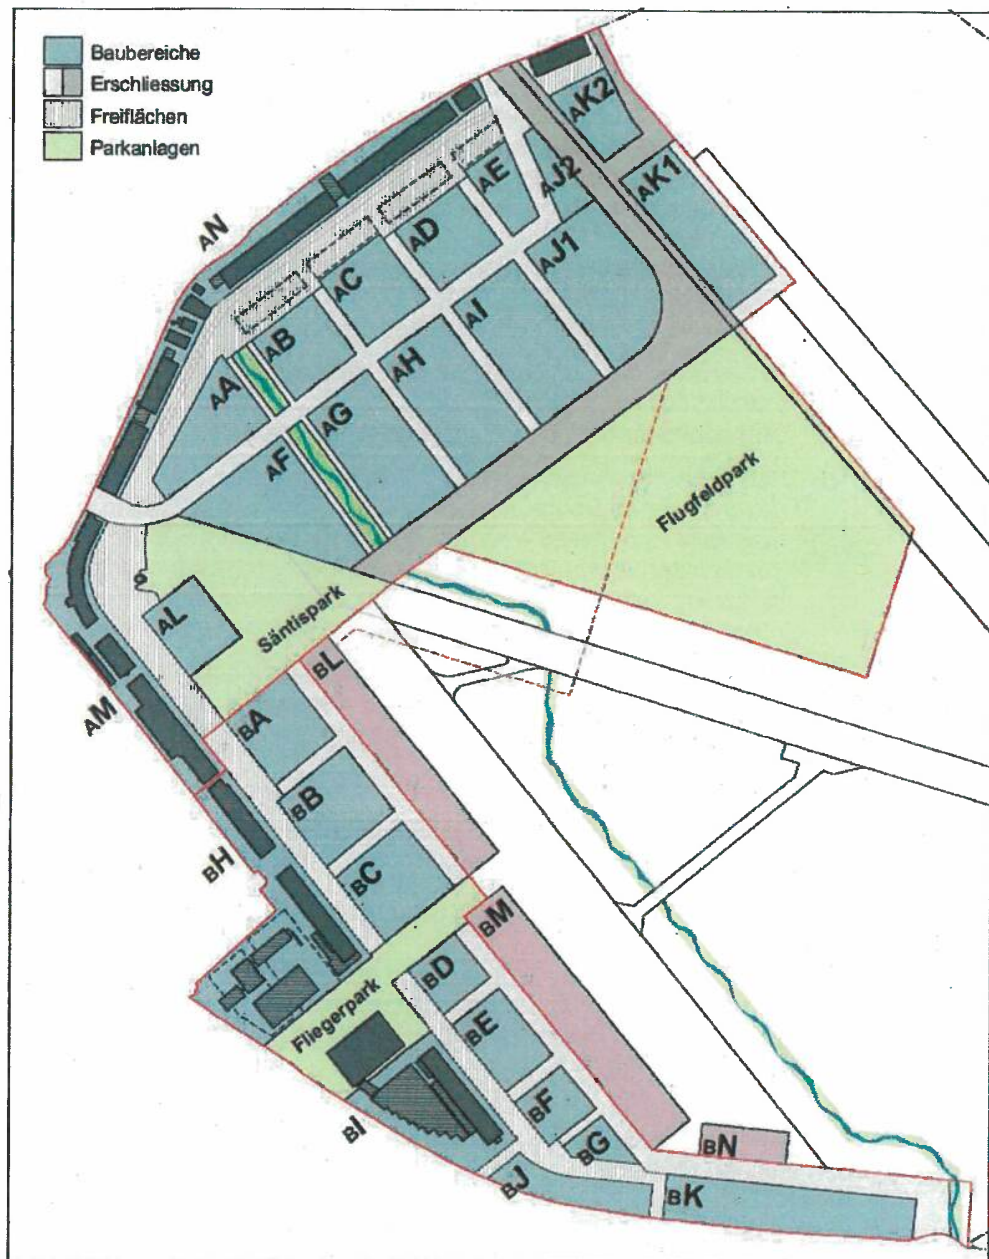 Baubereiche
Erschliessung
Freiflächen
Parkanlagen
AK2
AK1
AJ2
AE
AN
AD
AJ1
AC
AI
AB
AH
AA
AG
AF
Flugfeldpark
AL
Säntispark
BL
AM
BA
BB
BH
BC
BM
BD
Fliegerpark
BE
BF
BI
BG
BN
BJ
BK